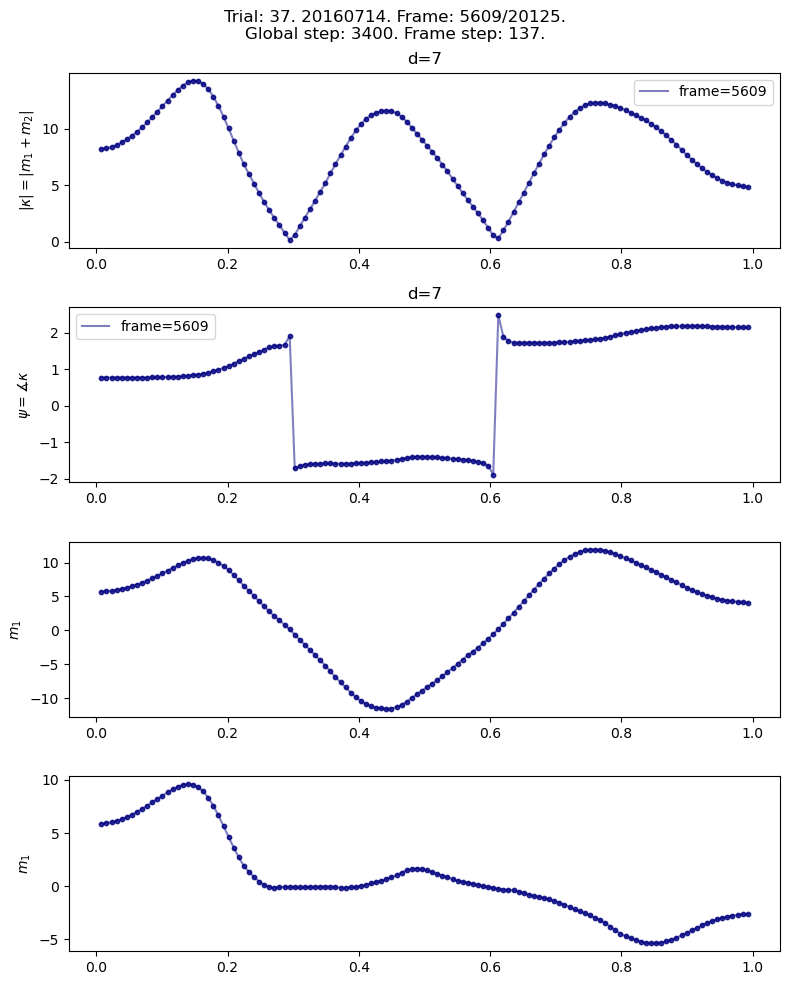 Trial: 37. 20160714. Frame: 5609/20125.
Global step: 3400. Frame step: 137.
d=7
|κ| = |m₁ + m₂|
10
5
0
frame=5609
0.0 0.2 0.4 0.6 0.8 1.0
d=7
ψ = ∡κ
2
1
0
−1
−2
frame=5609
0.0 0.2 0.4 0.6 0.8 1.0
m₁
10
5
0
−5
−10
0.0 0.2 0.4 0.6 0.8 1.0
m₁
10
5
0
−5
0.0 0.2 0.4 0.6 0.8 1.0